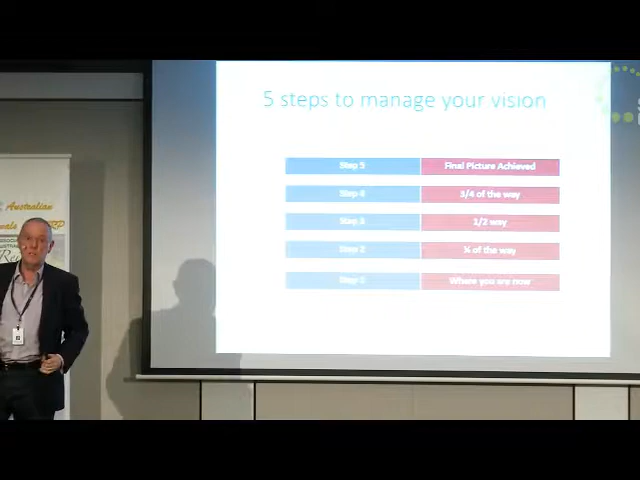 5 steps to manage your vision
Step 5 Final Picture Achieved
Step 4 3/4 of the way
Step 3 1/2 way
Step 2 ¼ of the way
Step 1 Where you are now
Australian